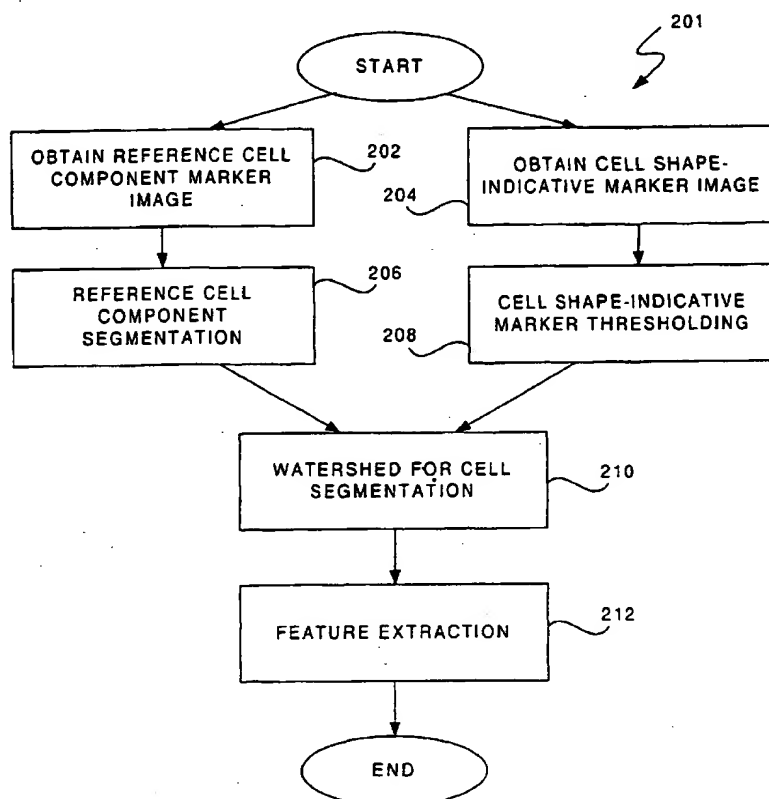 201
START
OBTAIN REFERENCE CELL
COMPONENT MARKER
IMAGE
202
OBTAIN CELL SHAPE-
INDICATIVE MARKER IMAGE
204
REFERENCE CELL
COMPONENT
SEGMENTATION
206
CELL SHAPE-INDICATIVE
MARKER THRESHOLDING
208
WATERSHED FOR CELL
SEGMENTATION
210
FEATURE EXTRACTION
212
END